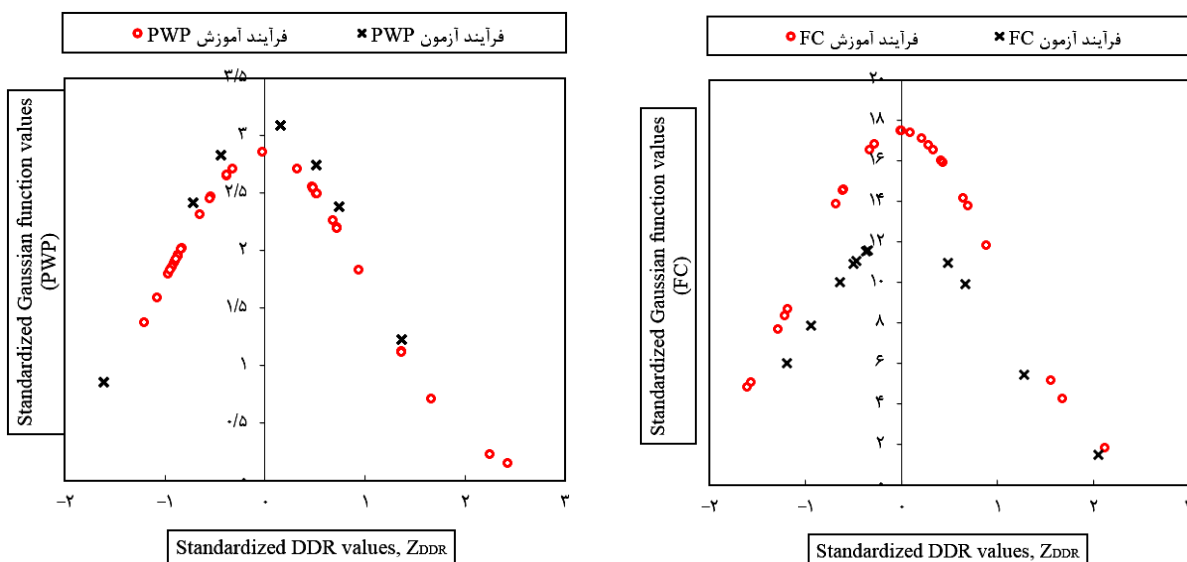 فرآیند آموزش PWP فرآیند آزمون PWP
Standardized Gaussian function values
(PWP)
۳/۵
۳
۲/۵
۲
۱/۵
۱
۰/۵
۰
−۲ −۱ ۰ ۱ ۲ ۳
Standardized DDR values, ZDDR
فرآیند آموزش FC فرآیند آزمون FC
Standardized Gaussian function values
(FC)
۲۰
۱۸
۱۶
۱۴
۱۲
۱۰
۸
۶
۴
۲
۰
−۲ −۱ ۰ ۱ ۲ ۳
Standardized DDR values, ZDDR